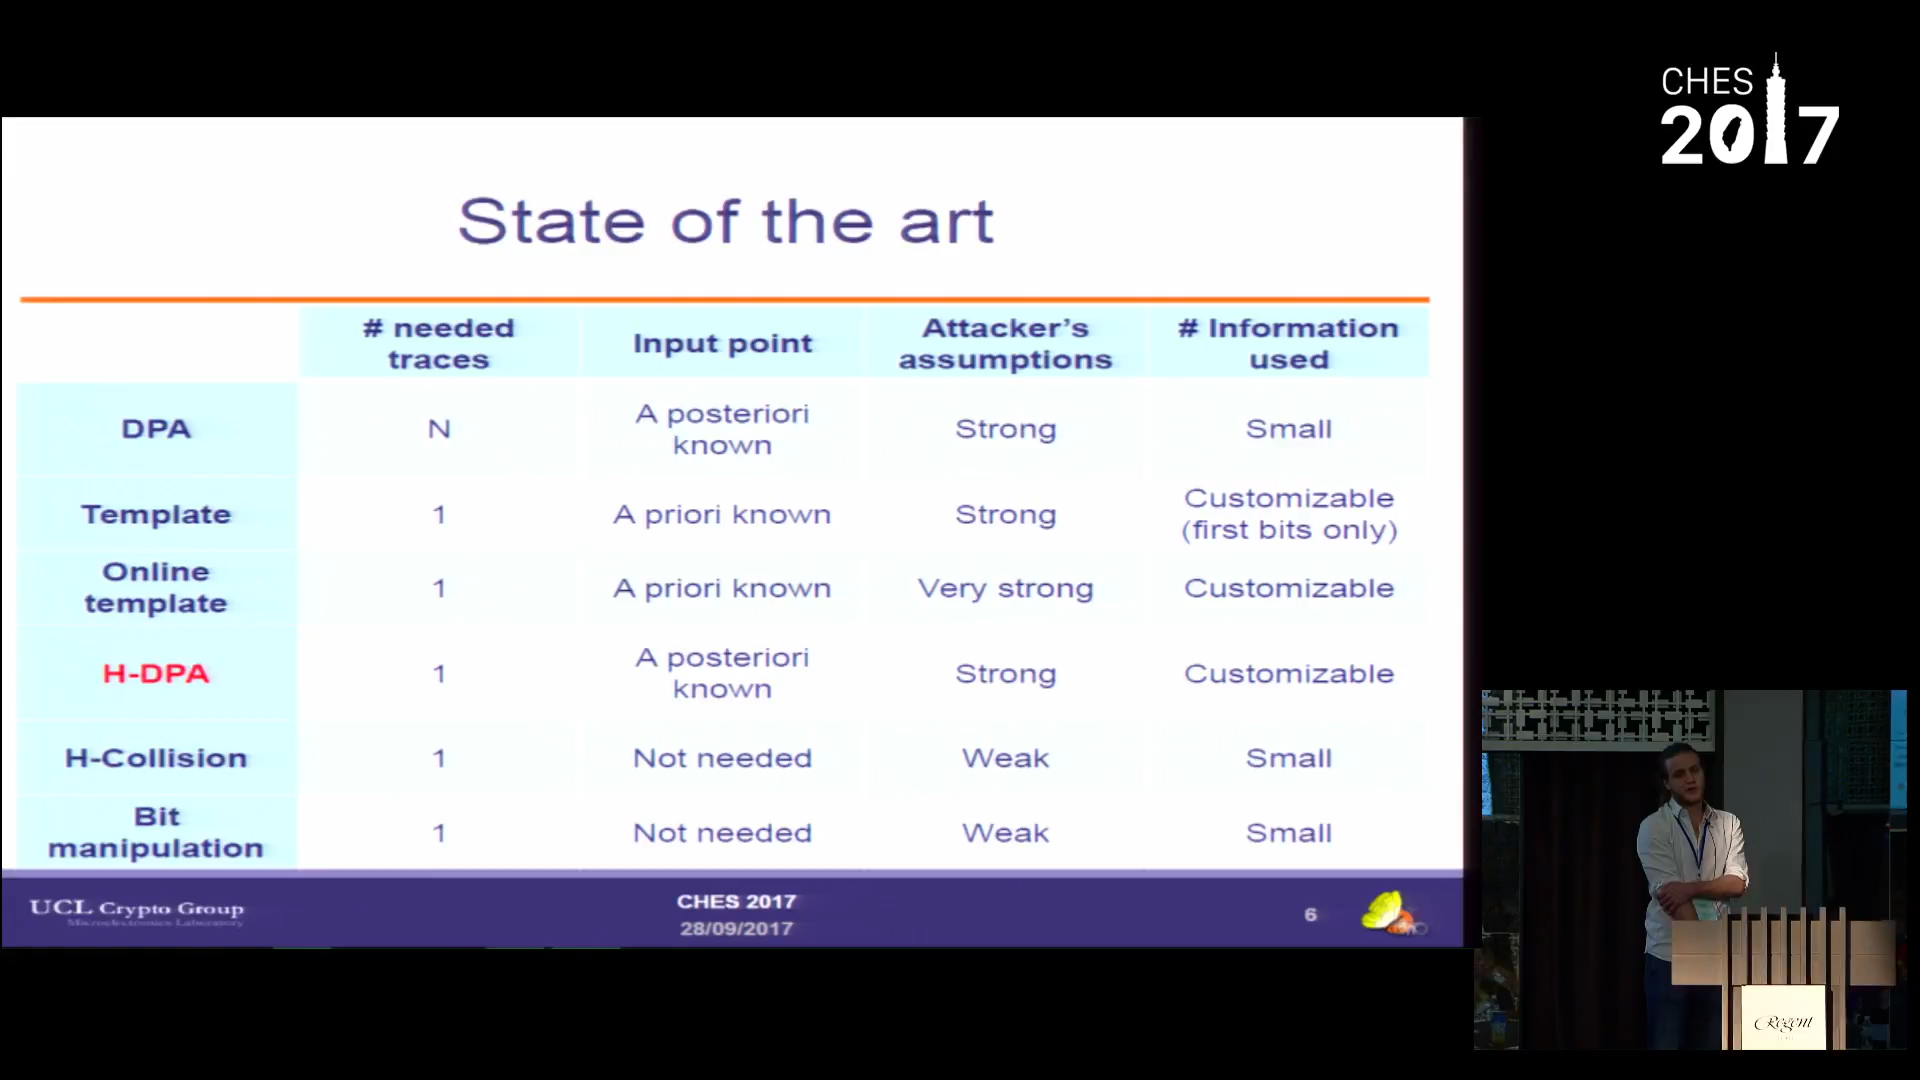 CHES
2017
State of the art
# needed
traces
Input point
Attacker's
assumptions
# Information
used
DPA
N
A posteriori
known
Strong
Small
Template
1
A priori known
Strong
Customizable
(first bits only)
Online
template
1
A priori known
Very strong
Customizable
H-DPA
1
A posteriori
known
Strong
Customizable
H-Collision
1
Not needed
Weak
Small
Bit
manipulation
1
Not needed
Weak
Small
UCL Crypto Group
Microelectronics Laboratory
CHES 2017
28/09/2017
6
Regent